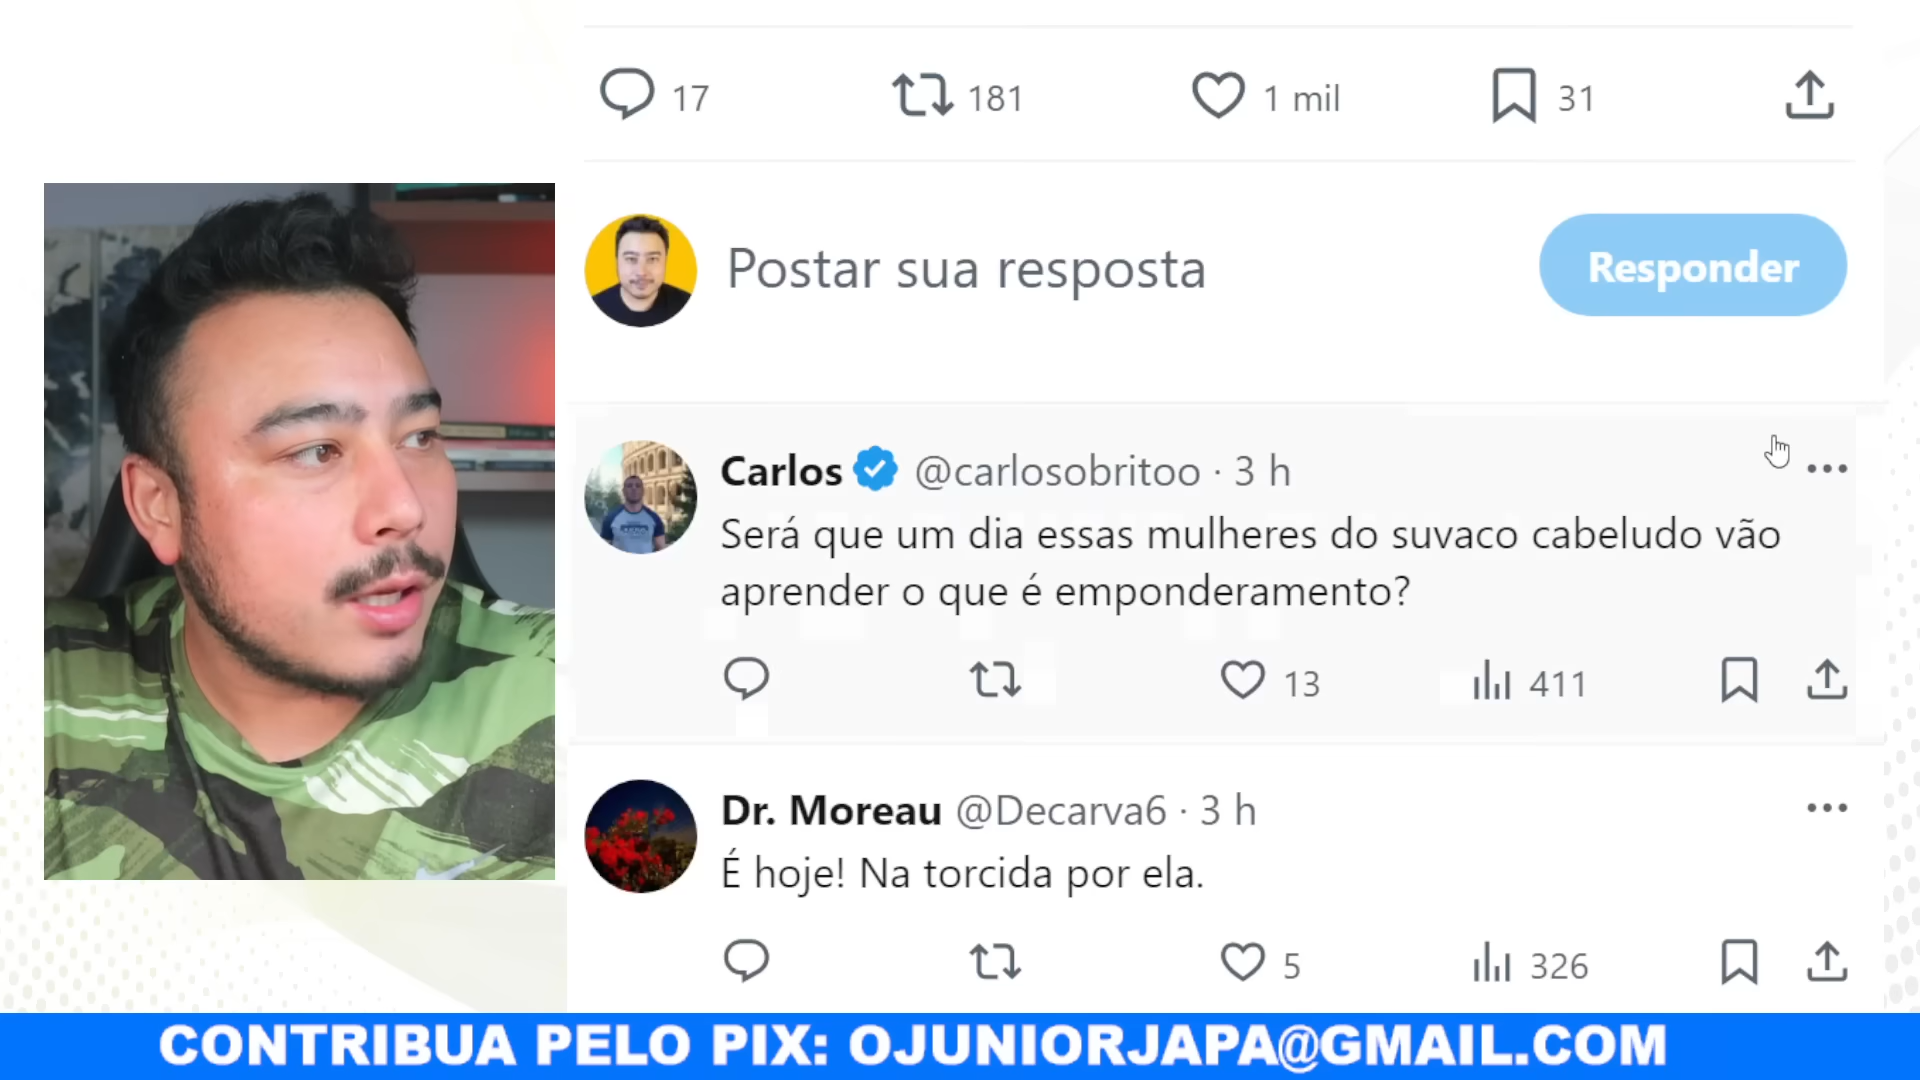 17 181 1 mil 31
Postar sua resposta Responder
Carlos @carlosobritoo · 3 h
Será que um dia essas mulheres do suvaco cabeludo vão
aprender o que é emponderamento?
13 411
Dr. Moreau @Decarva6 · 3 h
É hoje! Na torcida por ela.
5 326
CONTRIBUA PELO PIX: OJUNIORJAPA@GMAIL.COM